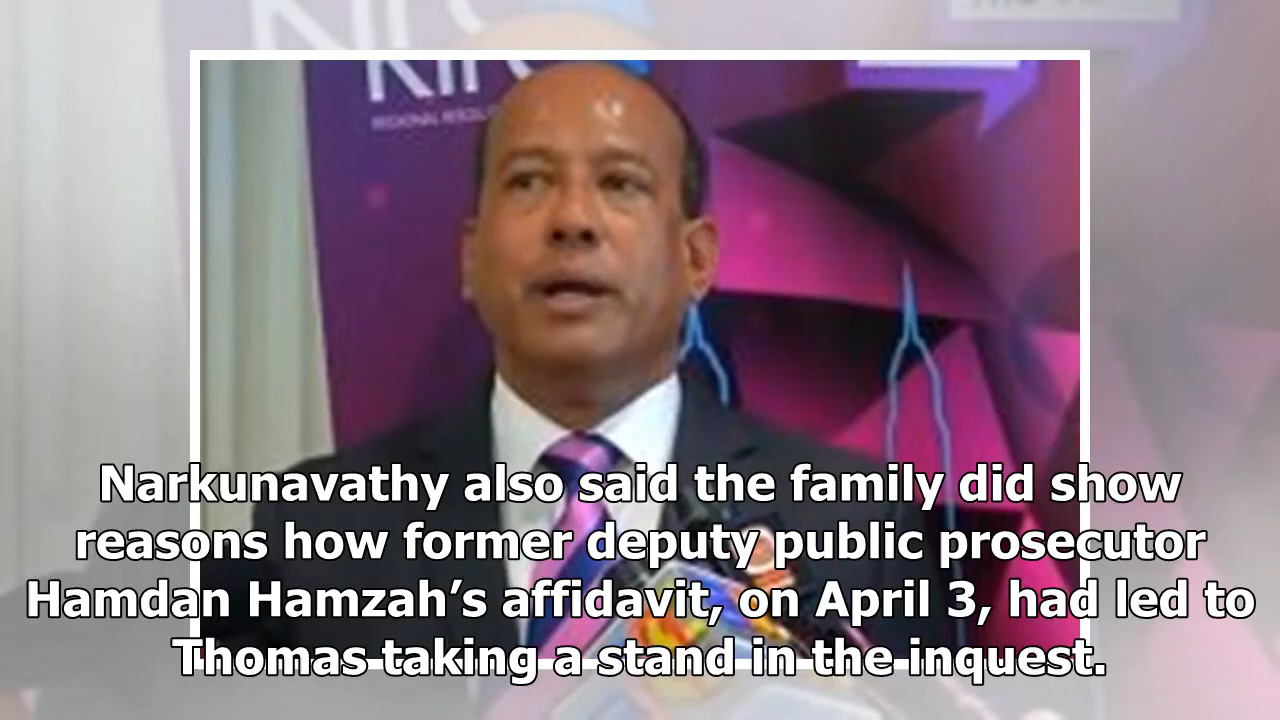 REGIONAL
Narkunavathy also said the family did show
reasons how former deputy public prosecutor
Hamdan Hamzah’s affidavit, on April 3, had led to
Thomas taking a stand in the inquest.